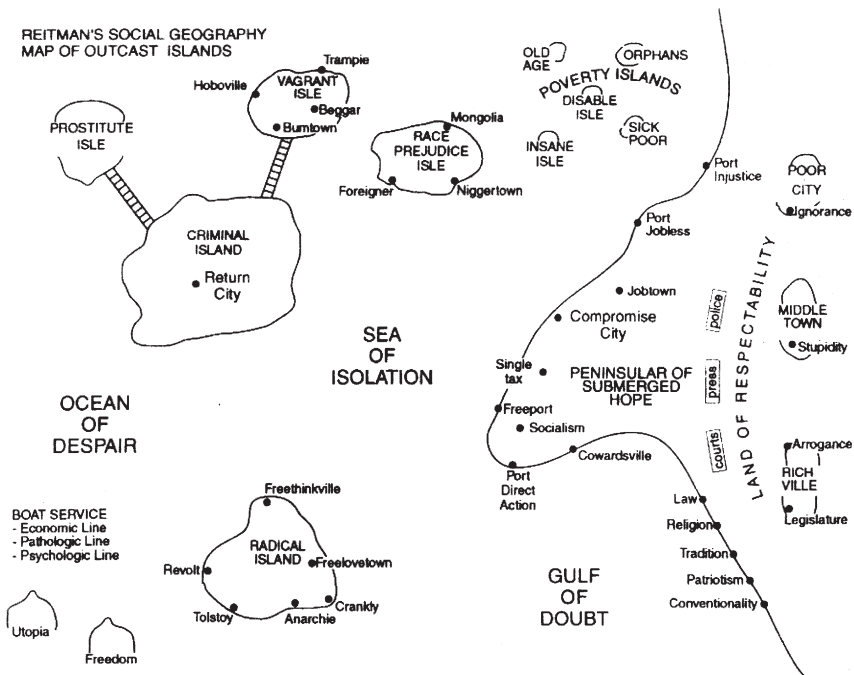 REITMAN'S SOCIAL GEOGRAPHY
MAP OF OUTCAST ISLANDS
Trampie
VAGRANT
ISLE
Hoboville
Beggar
Bumtown
PROSTITUTE
ISLE
CRIMINAL
ISLAND
Return
City
Mongolia
RACE
PREJUDICE
ISLE
Foreigner
Niggertown
OLD
AGE
ORPHANS
POVERTY ISLANDS
DISABLE
ISLE
INSANE
ISLE
SICK
POOR
Port
Injustice
POOR
CITY
Ignorance
Port
Jobless
Jobtown
Compromise
City
police
MIDDLE
TOWN
Stupidity
SEA
OF
ISOLATION
Single
tax
PENINSULAR OF
SUBMERGED
HOPE
press
LAND OF RESPECTABILITY
Freeport
Socialism
Cowardsville
Port
Direct
Action
courts
Arrogance
RICH
VILLE
Legislature
OCEAN
OF
DESPAIR
Law
Religion
Tradition
Patriotism
Conventionality
GULF
OF
DOUBT
BOAT SERVICE
- Economic Line
- Pathologic Line
- Psychologic Line
Freethinkville
RADICAL
ISLAND
Freelovetown
Revolt
Tolstoy
Anarchie
Crankly
Utopia
Freedom